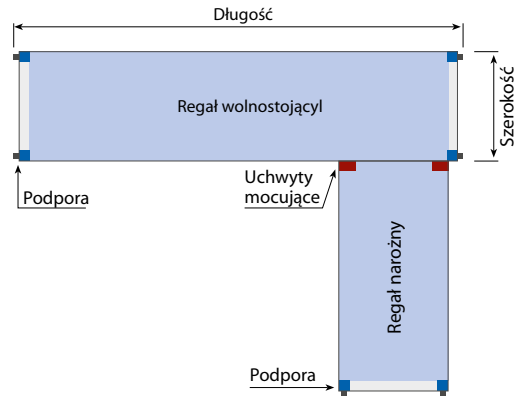 Długość
Szerokość
Regał wolnostojącyl
Podpora
Uchwyty
mocujące
Regał narożny
Podpora